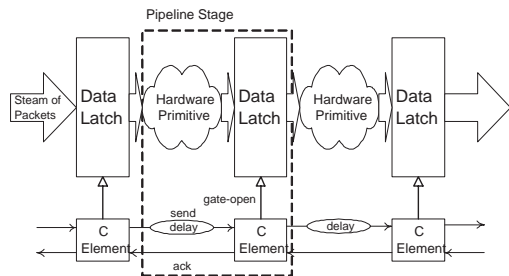 Pipeline Stage
Steam of
Packets
Data
Latch
Hardware
Primitive
Data
Latch
Hardware
Primitive
Data
Latch
gate-open
send
delay
delay
C
Element
C
Element
C
Element
ack